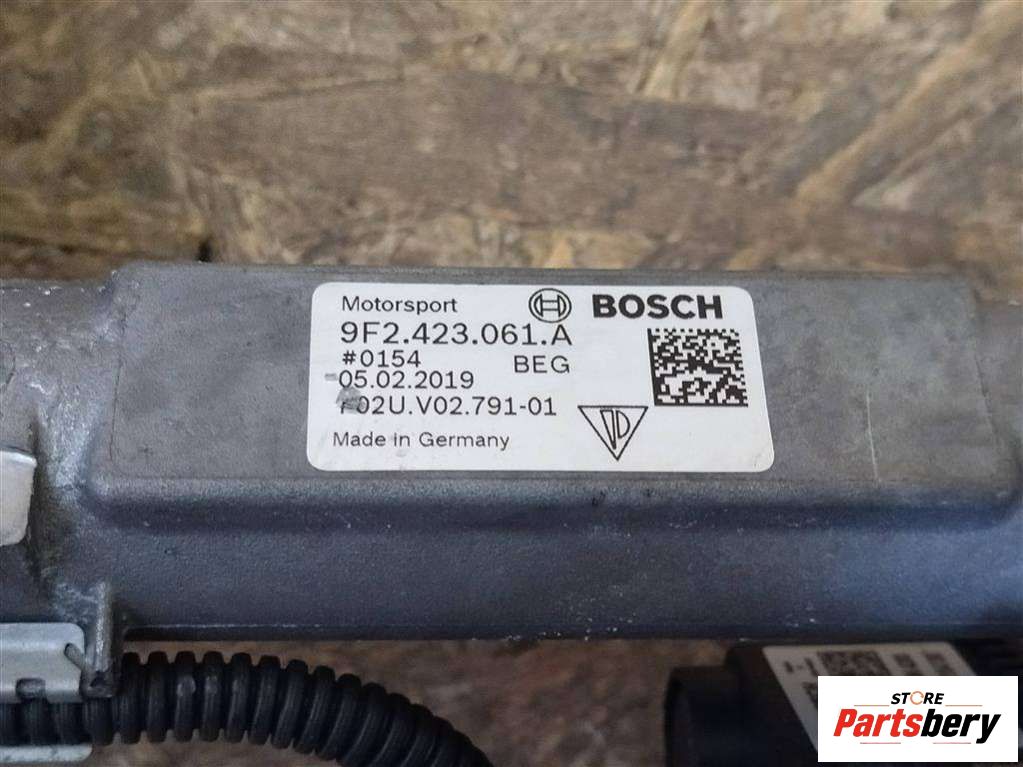 Motorsport BOSCH
9F2.423.061.A
#0154 BEG
05.02.2019
F02U.V02.791-01
Made in Germany
STORE
Partsbery